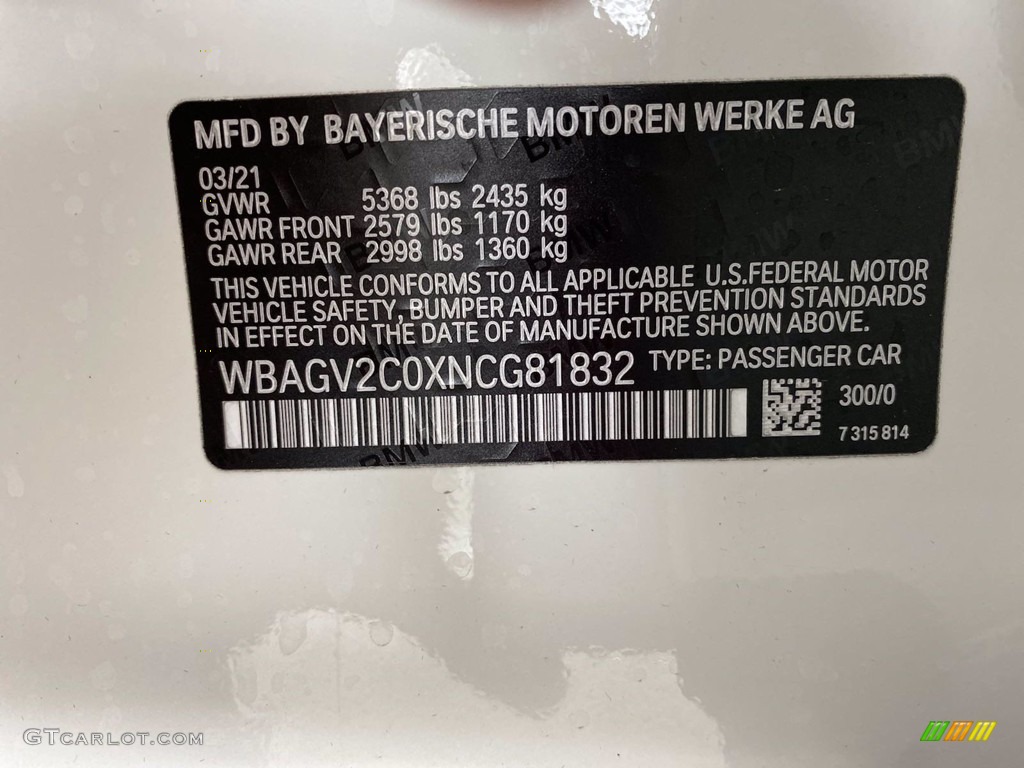 MFD BY BAYERISCHE MOTOREN WERKE AG
03/21
GVWR 5368 lbs 2435 kg
GAWR FRONT 2579 lbs 1170 kg
GAWR REAR 2998 lbs 1360 kg
THIS VEHICLE CONFORMS TO ALL APPLICABLE U.S.FEDERAL MOTOR
VEHICLE SAFETY, BUMPER AND THEFT PREVENTION STANDARDS
IN EFFECT ON THE DATE OF MANUFACTURE SHOWN ABOVE.
WBAGV2C0XNCG81832 TYPE: PASSENGER CAR
300/0
7 315 814
GTCARLOT.COM